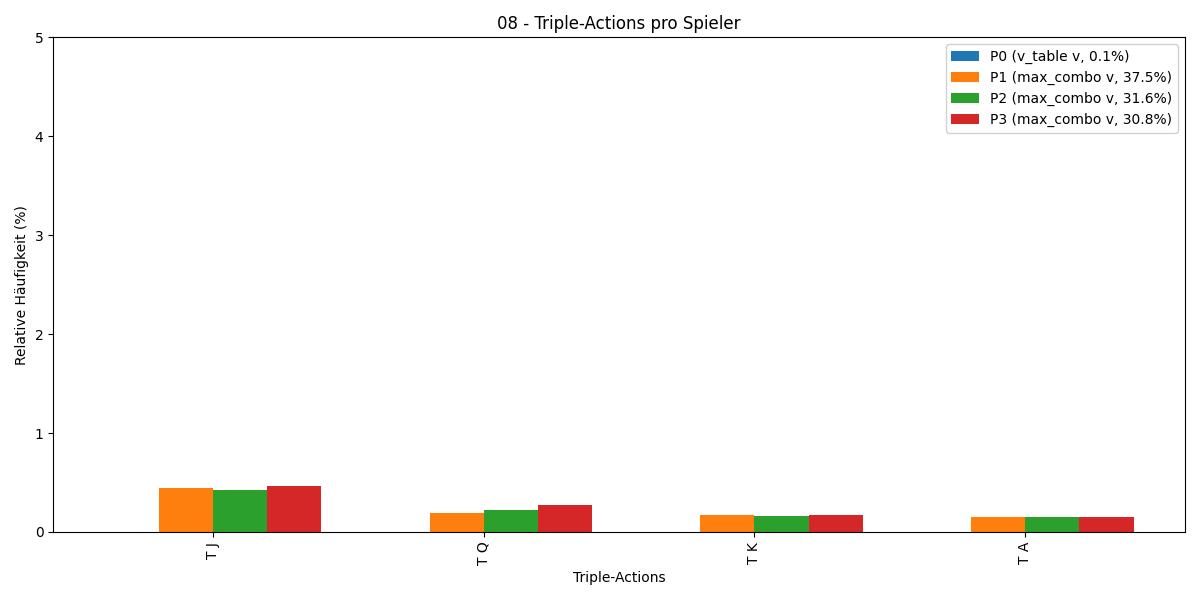 08 - Triple-Actions pro Spieler
P0 (v_table v, 0.1%)
P1 (max_combo v, 37.5%)
P2 (max_combo v, 31.6%)
P3 (max_combo v, 30.8%)
Relative Häufigkeit (%)
5
4
3
2
1
0
T J
T Q
T K
T A
Triple-Actions